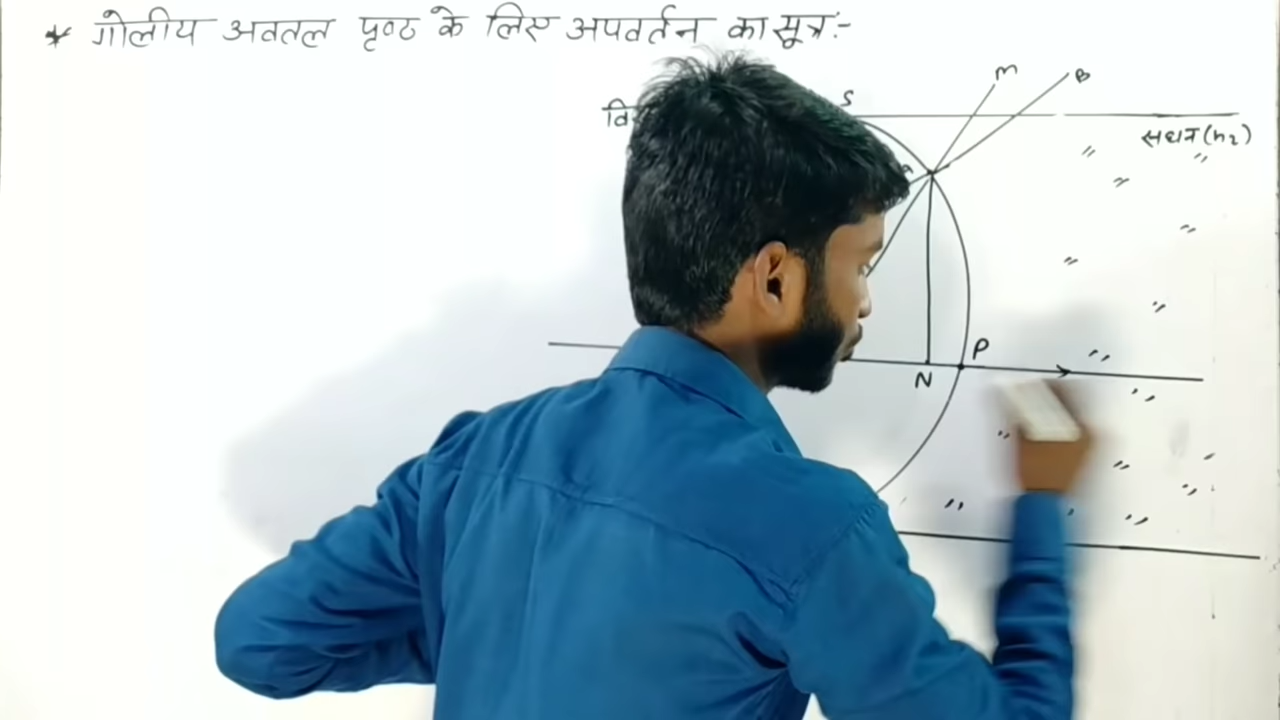 * गोलीय अवतल पृष्ठ के लिए अपवर्तन का सूत्र:-
M B
S
सघन (n2)
P
N